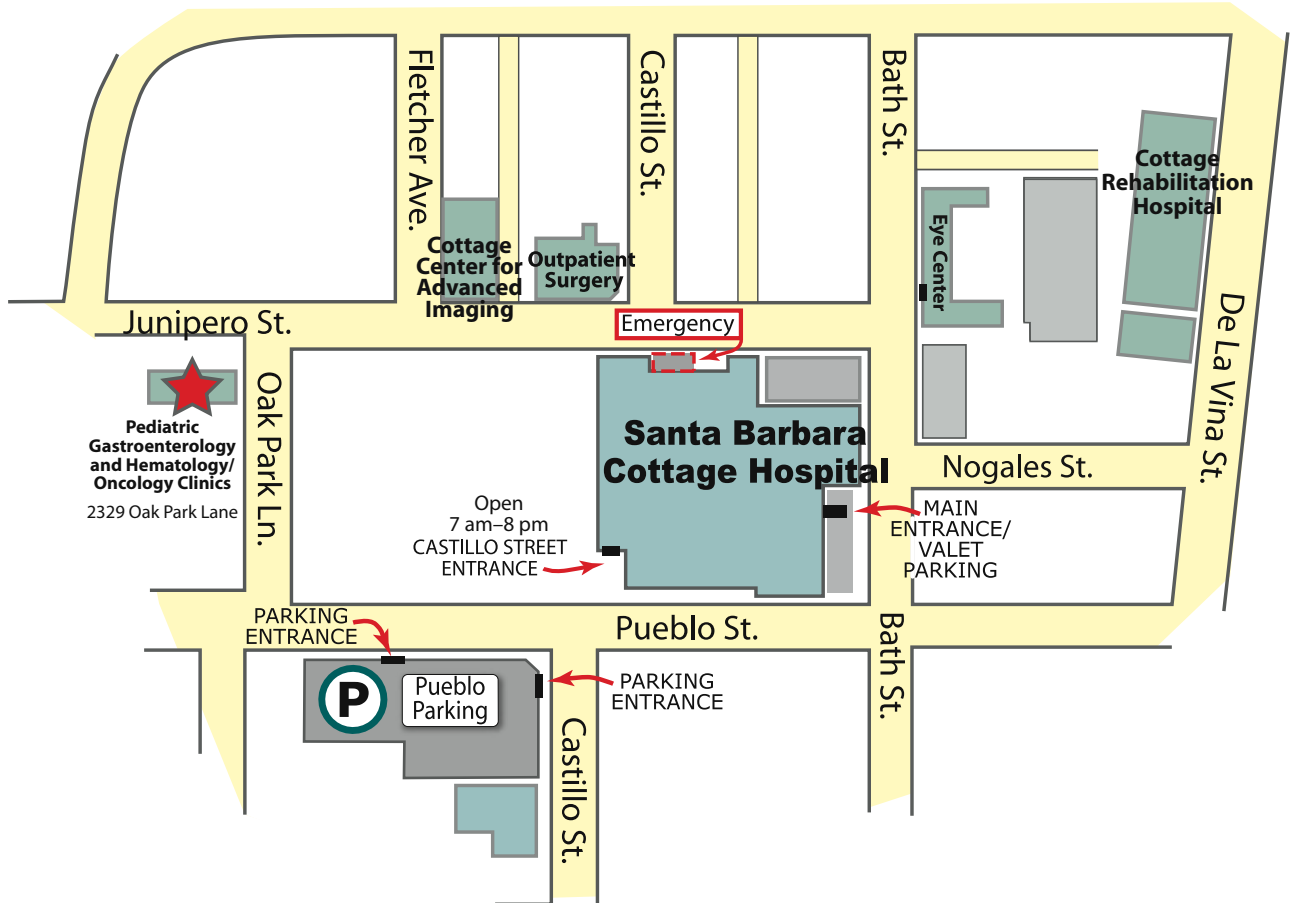 Fletcher Ave.
Castillo St.
Bath St.
Cottage
Rehabilitation
Hospital
Eye Center
Cottage
Center for
Advanced
Imaging
Outpatient
Surgery
De La Vina St.
Junipero St.
Emergency
Oak Park Ln.
Pediatric
Gastroenterology
and Hematology/
Oncology Clinics
2329 Oak Park Lane
Santa Barbara
Cottage Hospital
Nogales St.
Open
7 am–8 pm
CASTILLO STREET
ENTRANCE
MAIN
ENTRANCE/
VALET
PARKING
PARKING
ENTRANCE
Pueblo St.
Bath St.
P
Pueblo
Parking
PARKING
ENTRANCE
Castillo St.